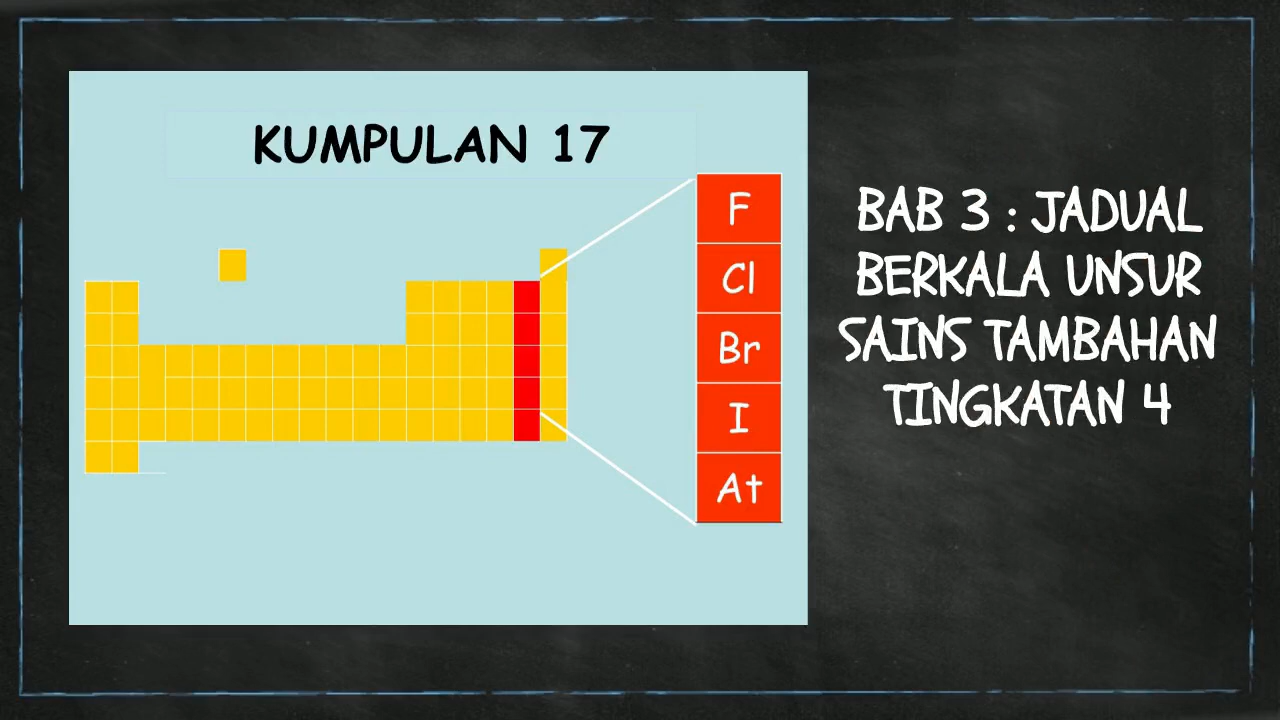 KUMPULAN 17
F
Cl
Br
I
At
BAB 3 : JADUAL
BERKALA UNSUR
SAINS TAMBAHAN
TINGKATAN 4